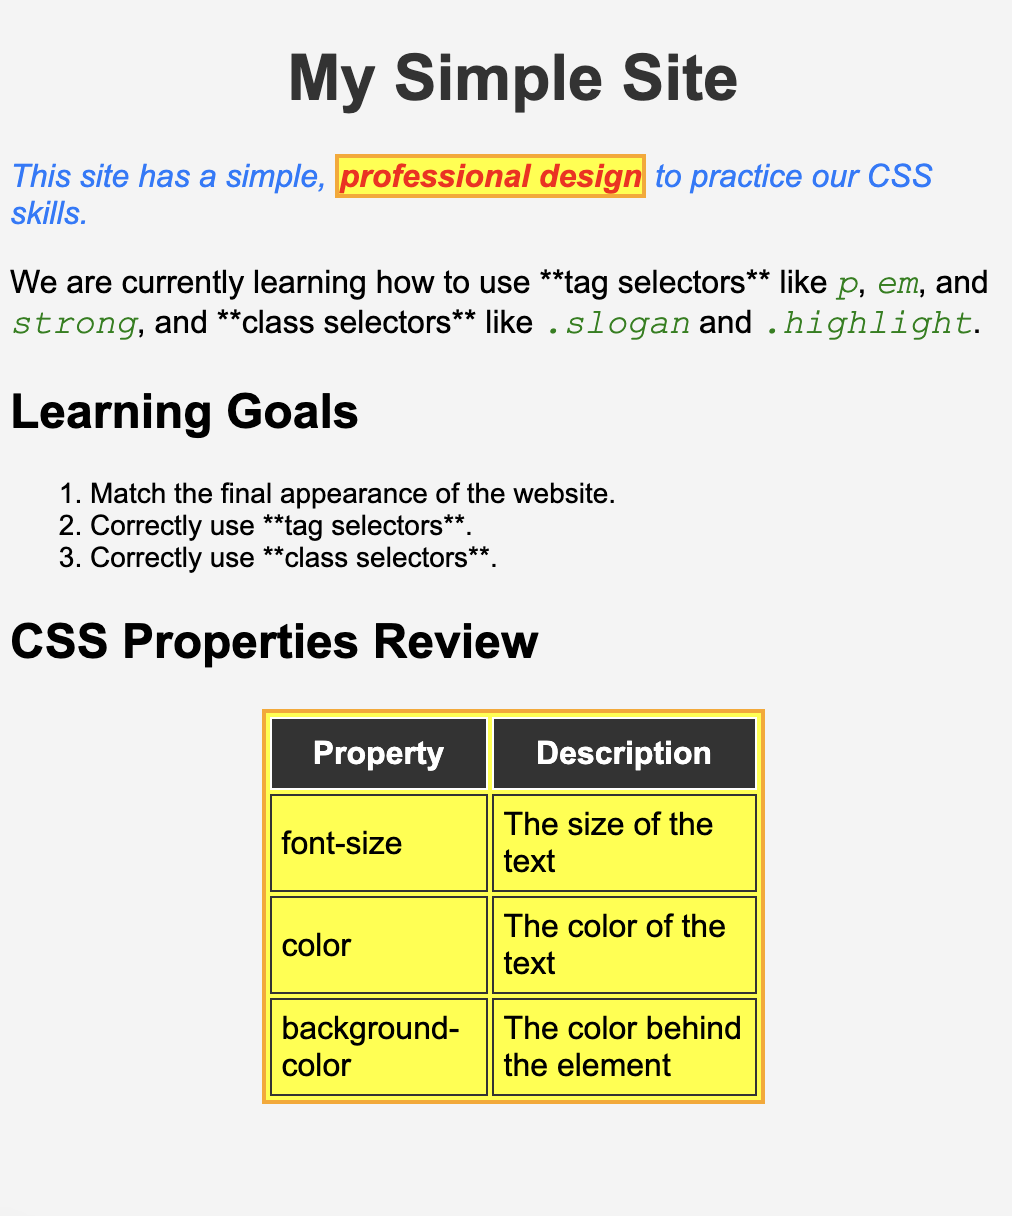 My Simple Site
This site has a simple, professional design to practice our CSS
skills.
We are currently learning how to use **tag selectors** like p, em, and
strong, and **class selectors** like .slogan and .highlight.
Learning Goals
1. Match the final appearance of the website.
2. Correctly use **tag selectors**.
3. Correctly use **class selectors**.
CSS Properties Review
Property Description
font-size The size of the
text
color The color of the
text
background- The color behind
color the element